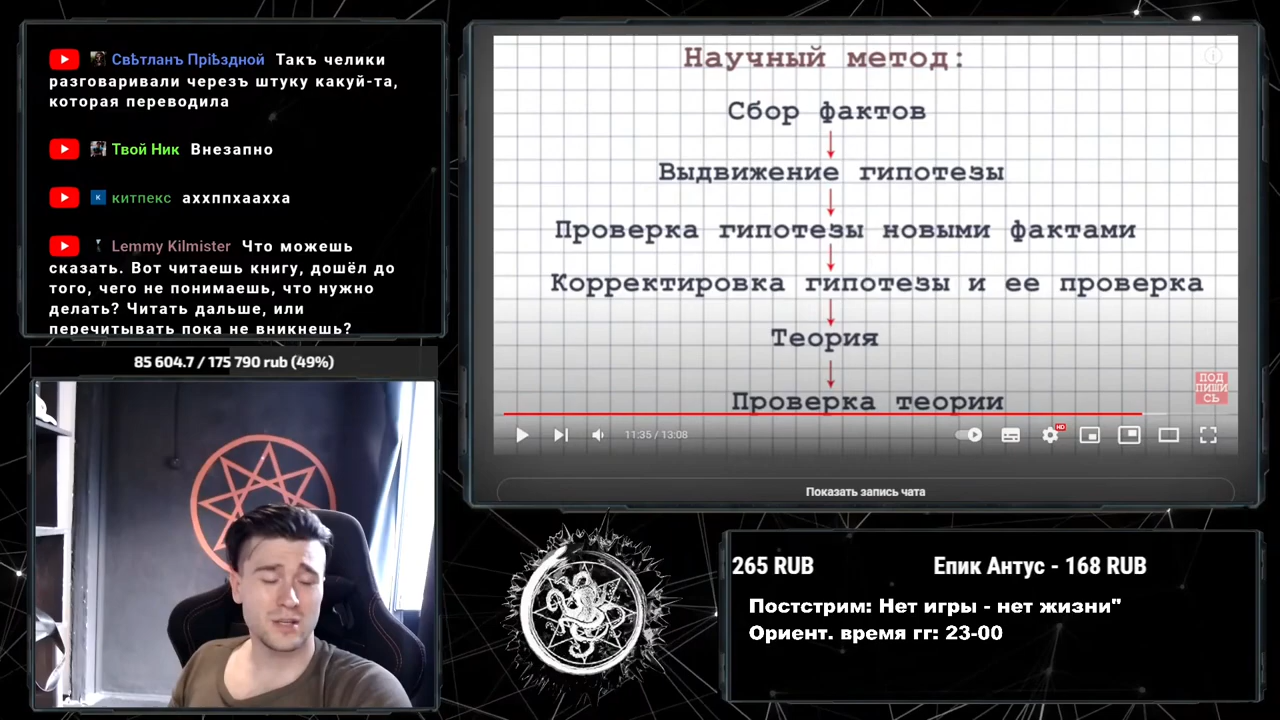 Свѣтланъ Пріѣздной Такъ челики
разговаривали черезъ штуку какуй-та,
которая переводила
Твой Ник Внезапно
к китпекс аххппхаахха
Lemmy Kilmister Что можешь
сказать. Вот читаешь книгу, дошёл до
того, чего не понимаешь, что нужно
делать? Читать дальше, или
перечитывать пока не вникнешь?
85 604.7 / 175 790 rub (49%)
Научный метод:
Сбор фактов
Выдвижение гипотезы
Проверка гипотезы новыми фактами
Корректировка гипотезы и ее проверка
Теория
Проверка теории
ПОД
ПИШИ
СЬ
11:35 / 13:08
HD
Показать запись чата
265 RUB Епик Антус - 168 RUB
Постстрим: Нет игры - нет жизни"
Ориент. время гг: 23-00